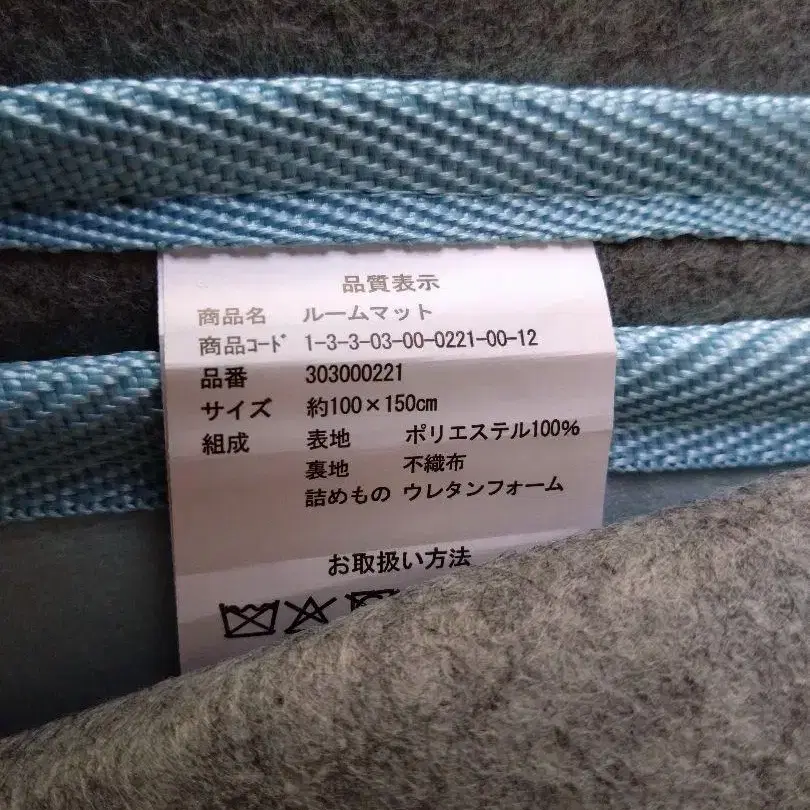 品質表示
商品名 ルームマット
商品ｺｰﾄﾞ 1-3-3-03-00-0221-00-12
品番 303000221
サイズ 約100×150cm
組成 表地 ポリエステル100%
裏地 不織布
詰めもの ウレタンフォーム
お取扱い方法